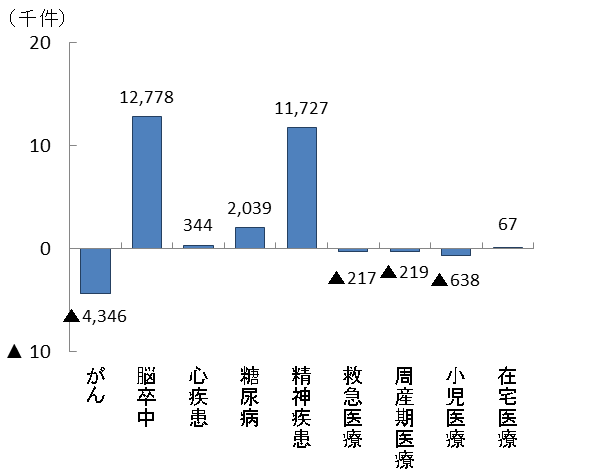 （千件）
20
12,778
11,727
10
344
2,039
67
0
▲217
▲219
▲638
▲4,346
▲ 10
がん
脳卒中
心疾患
糖尿病
精神疾患
救急医療
周産期医療
小児医療
在宅医療